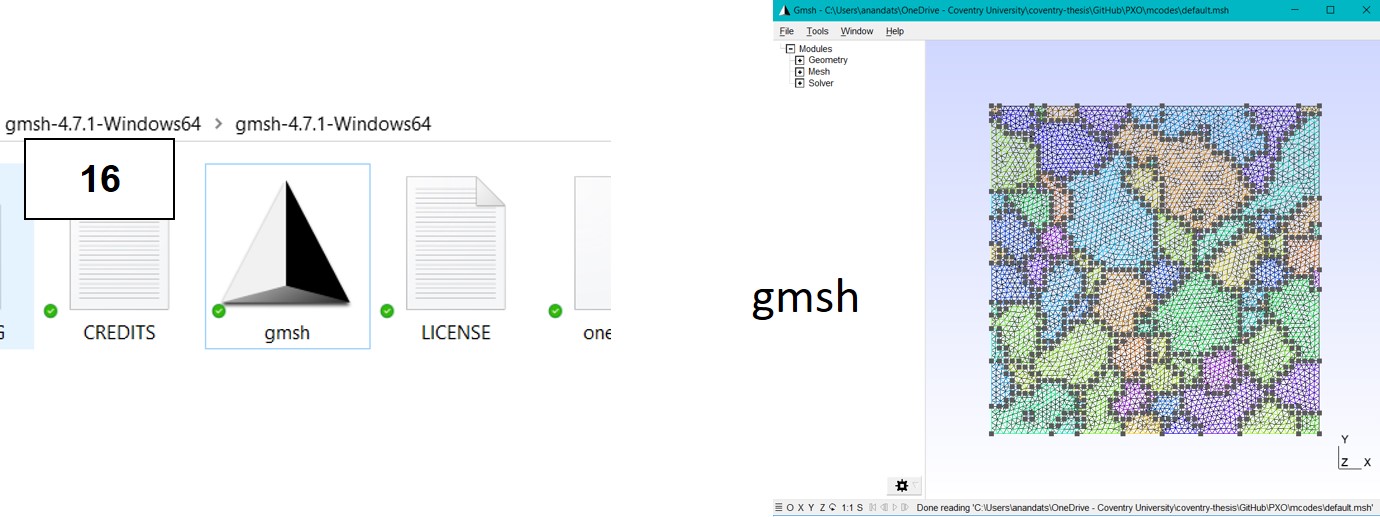 gmsh-4.7.1-Windows64 > gmsh-4.7.1-Windows64
16
CREDITS
gmsh
LICENSE
gmsh
Gmsh - C:\Users\anandats\OneDrive - Coventry University\coventry-thesis\GitHub\PXO\mcodes\default.msh
File Tools Window Help
Modules
Geometry
Mesh
Solver
Y
Z X
O X Y Z 1:1 S Done reading 'C:\Users\anandats\OneDrive - Coventry University\coventry-thesis\GitHub\PXO\mcodes\default.msh'